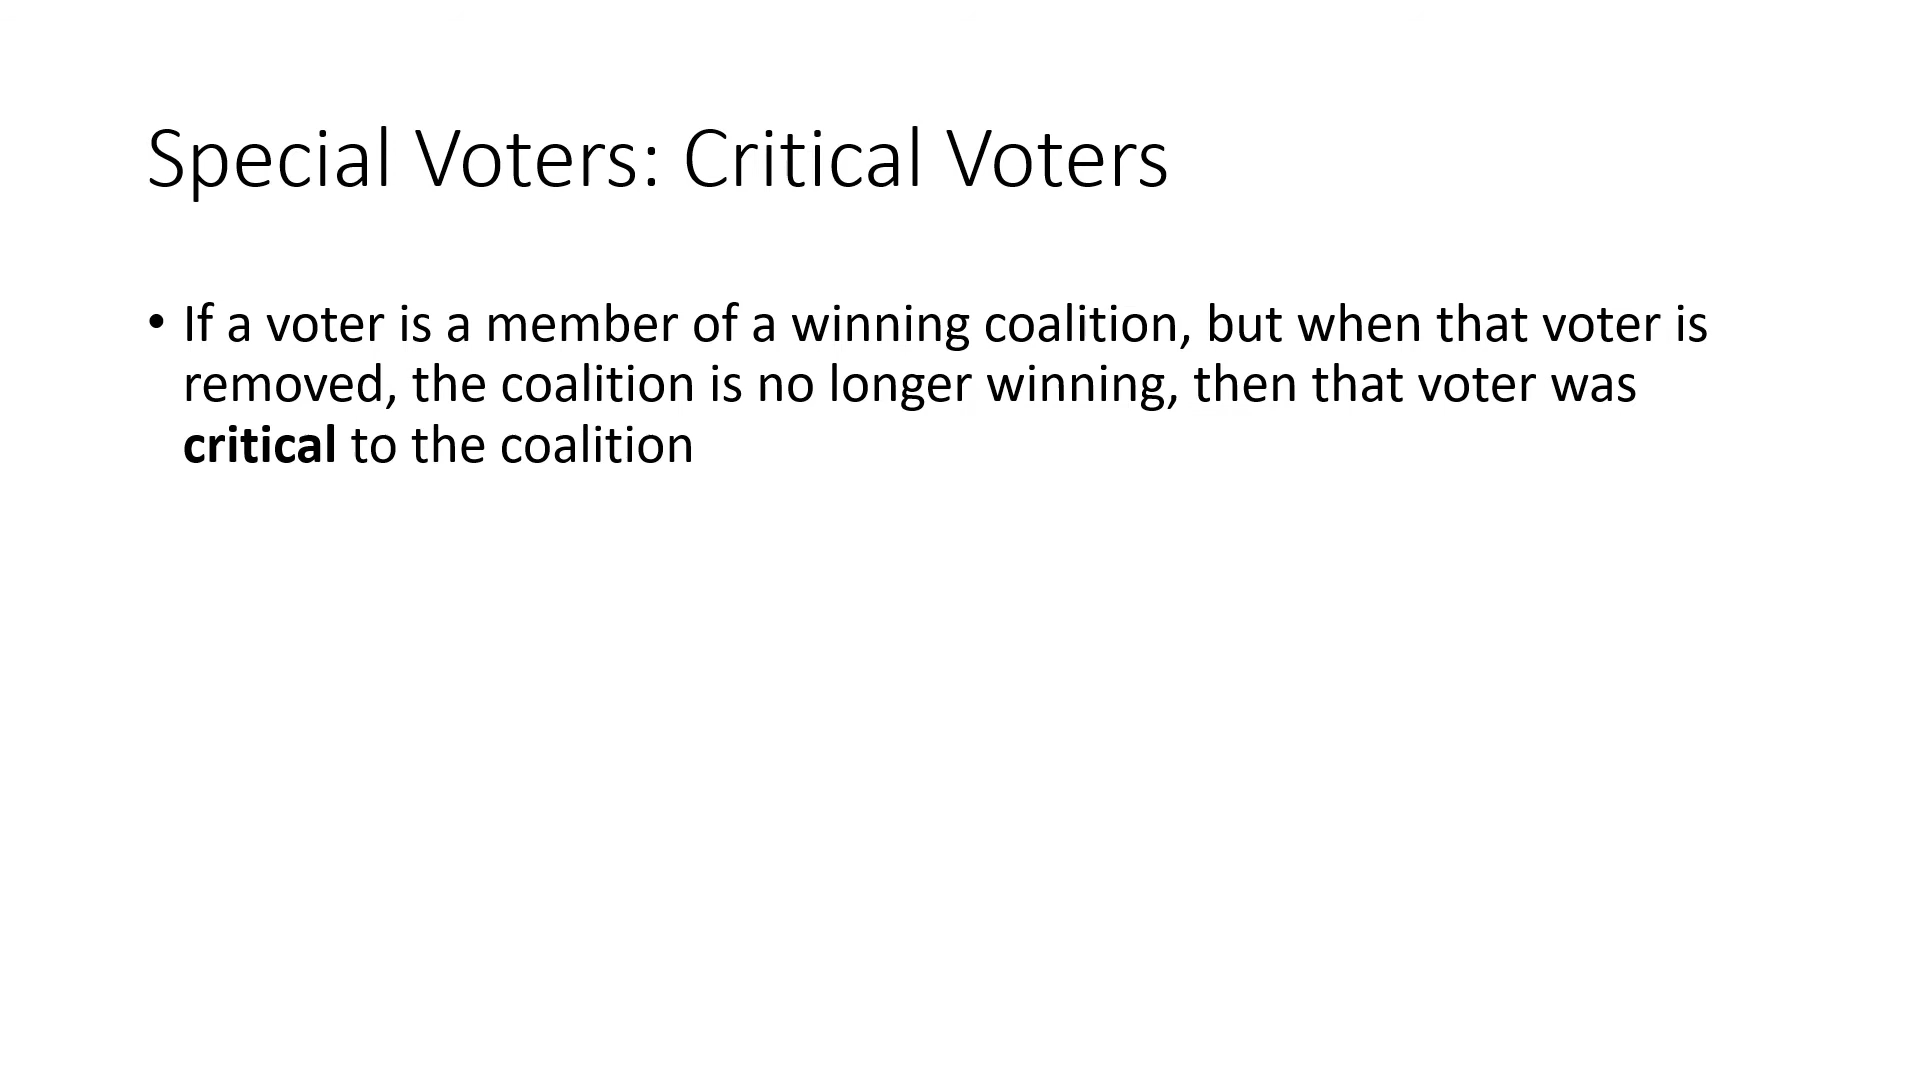 Special Voters: Critical Voters
• If a voter is a member of a winning coalition, but when that voter is
removed, the coalition is no longer winning, then that voter was
critical to the coalition